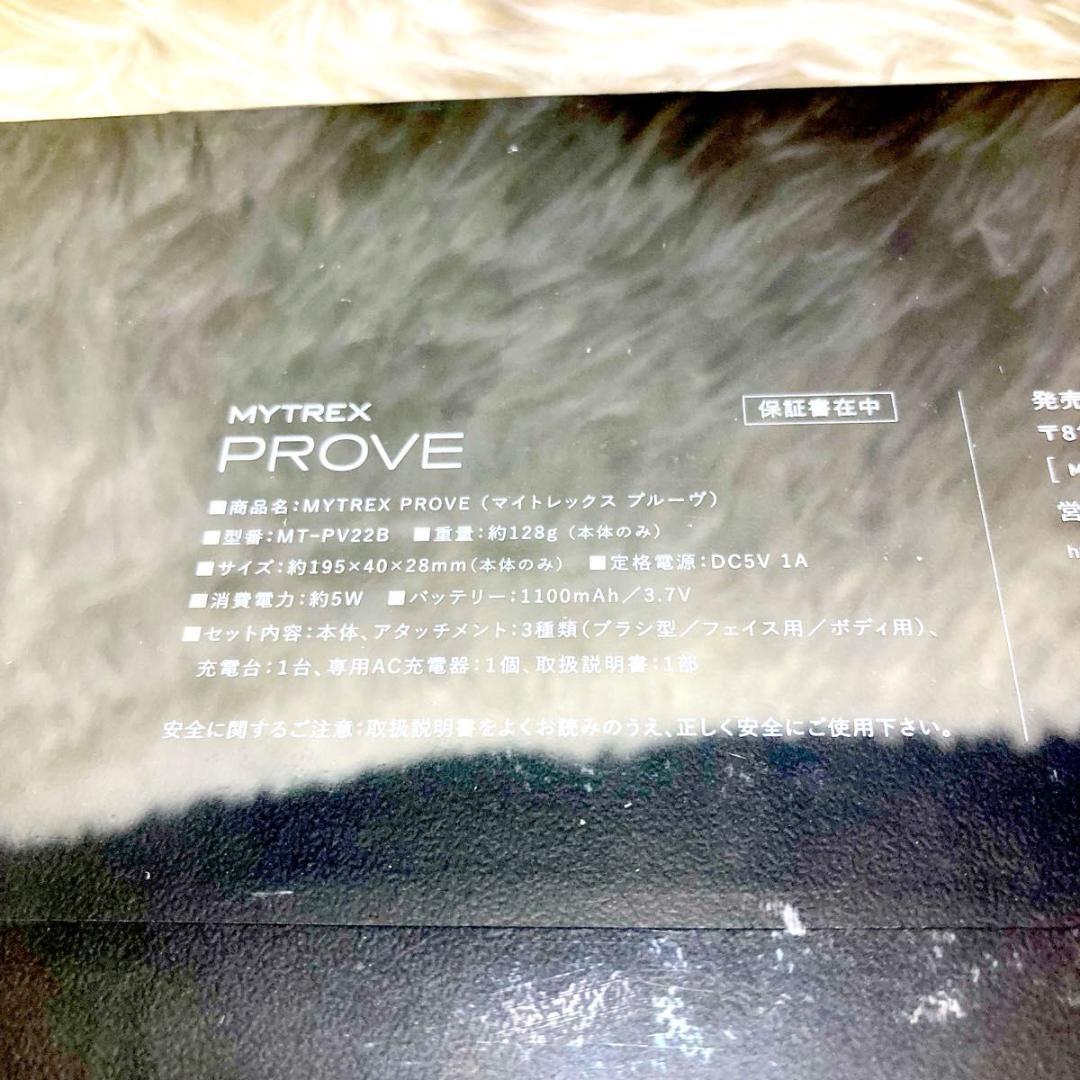 MYTREX
PROVE
保証書在中
■商品名:MYTREX PROVE (マイトレックス プルーヴ)
■型番:MT-PV22B ■重量:約128g (本体のみ)
■サイズ:約195×40×28mm(本体のみ) ■定格電源:DC5V 1A
■消費電力:約5W ■バッテリー:1100mAh/3.7V
■セット内容:本体、アタッチメント:3種類(ブラシ型/フェイス用/ボディ用)、
充電台:1台、専用AC充電器:1個、取扱説明書:1部
安全に関するご注意:取扱説明書をよくお読みのうえ、正しく安全にご使用下さい。
発売
〒81
[ M
営
h